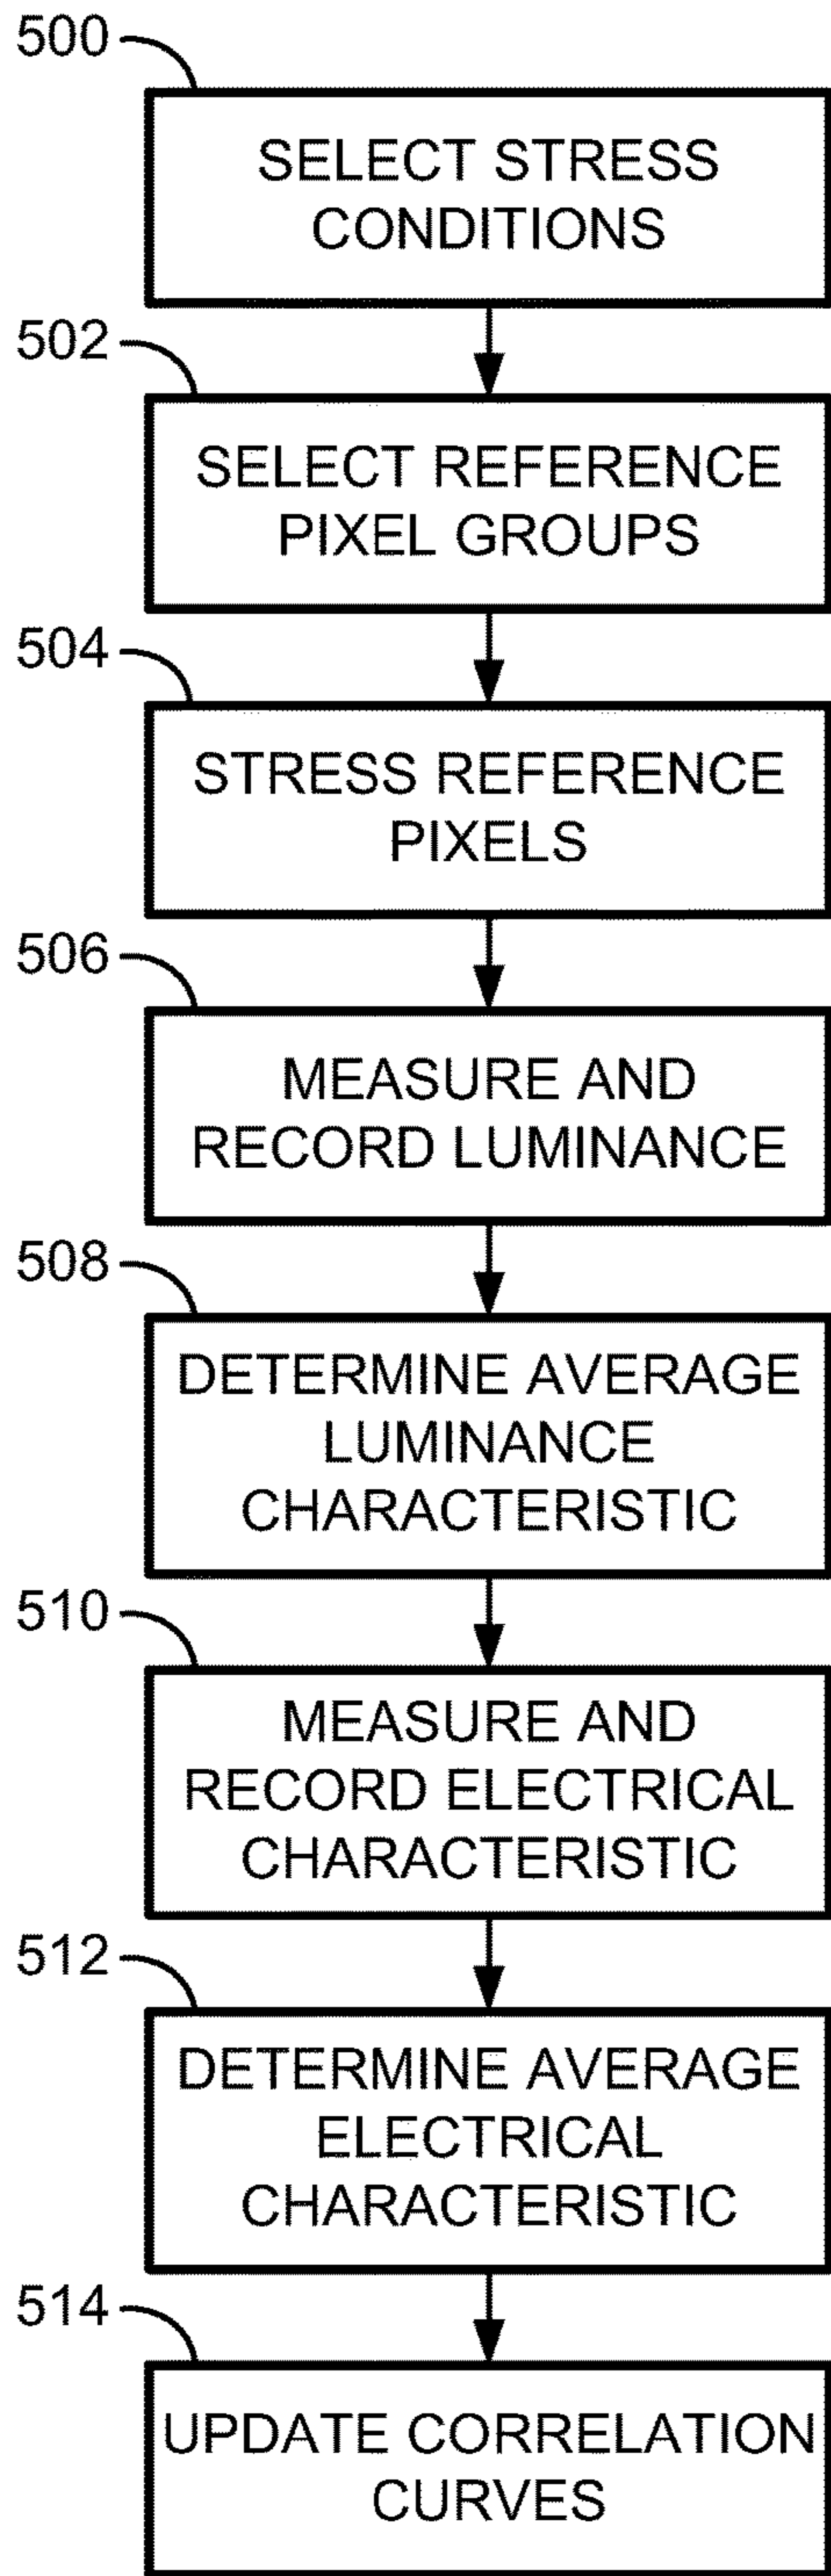 500
SELECT STRESS
CONDITIONS
502
SELECT REFERENCE
PIXEL GROUPS
504
STRESS REFERENCE
PIXELS
506
MEASURE AND
RECORD LUMINANCE
508
DETERMINE AVERAGE
LUMINANCE
CHARACTERISTIC
510
MEASURE AND
RECORD ELECTRICAL
CHARACTERISTIC
512
DETERMINE AVERAGE
ELECTRICAL
CHARACTERISTIC
514
UPDATE CORRELATION
CURVES